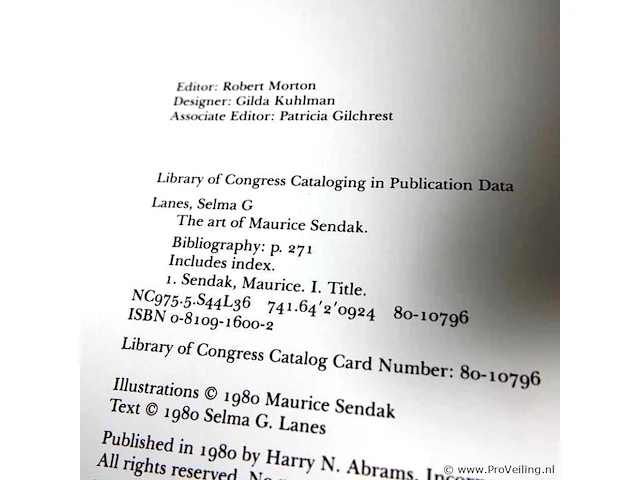 Editor: Robert Morton
Designer: Gilda Kuhlman
Associate Editor: Patricia Gilchrest
Library of Congress Cataloging in Publication Data
Lanes, Selma G
The art of Maurice Sendak.
Bibliography: p. 271
Includes index.
1. Sendak, Maurice. I. Title.
NC975.5.S44L36 741.64'2'0924 80-10796
ISBN 0-8109-1600-2
Library of Congress Catalog Card Number: 80-10796
Illustrations © 1980 Maurice Sendak
Text © 1980 Selma G. Lanes
Published in 1980 by Harry N. Abrams,
All rights reserved.
© www.ProVeiling.nl